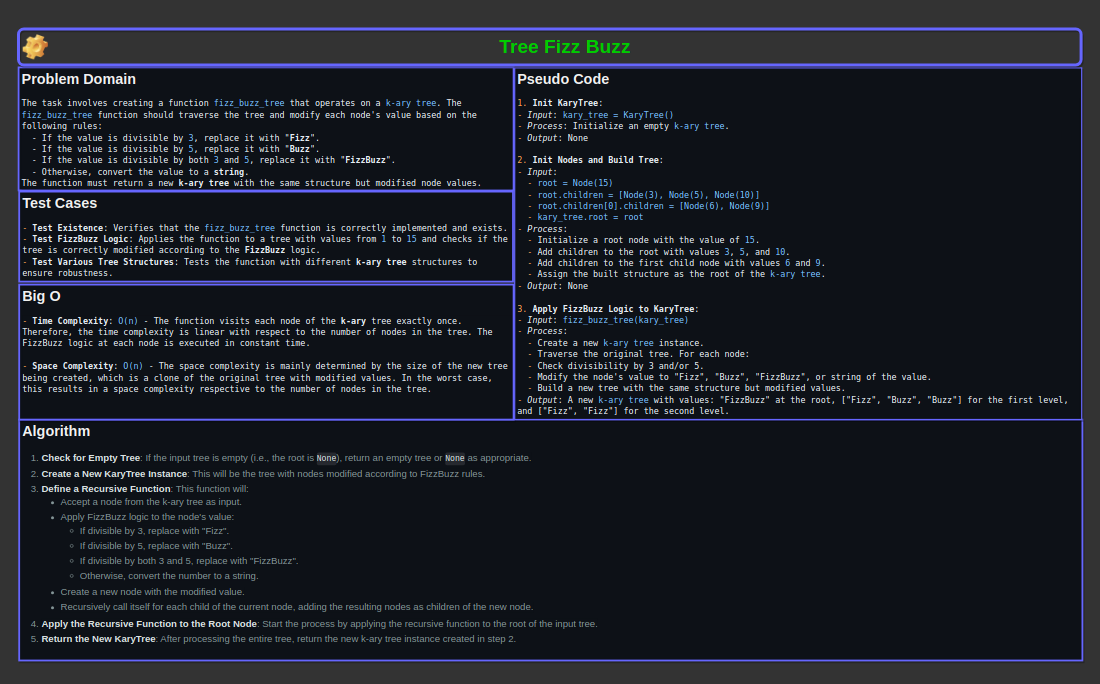 Tree Fizz Buzz
Problem Domain
The task involves creating a function fizz_buzz_tree that operates on a k-ary tree. The
fizz_buzz_tree function should traverse the tree and modify each node's value based on the
following rules:
- If the value is divisible by 3, replace it with "Fizz".
- If the value is divisible by 5, replace it with "Buzz".
- If the value is divisible by both 3 and 5, replace it with "FizzBuzz".
- Otherwise, convert the value to a string.
The function must return a new k-ary tree with the same structure but modified node values.
Test Cases
- Test Existence: Verifies that the fizz_buzz_tree function is correctly implemented and exists.
- Test FizzBuzz Logic: Applies the function to a tree with values from 1 to 15 and checks if the
tree is correctly modified according to the FizzBuzz logic.
- Test Various Tree Structures: Tests the function with different k-ary tree structures to
ensure robustness.
Big O
- Time Complexity: O(n) - The function visits each node of the k-ary tree exactly once.
Therefore, the time complexity is linear with respect to the number of nodes in the tree. The
FizzBuzz logic at each node is executed in constant time.
- Space Complexity: O(n) - The space complexity is mainly determined by the size of the new tree
being created, which is a clone of the original tree with modified values. In the worst case,
this results in a space complexity respective to the number of nodes in the tree.
Pseudo Code
1. Init KaryTree:
- Input: kary_tree = KaryTree()
- Process: Initialize an empty k-ary tree.
- Output: None
2. Init Nodes and Build Tree:
- Input:
- root = Node(15)
- root.children = [Node(3), Node(5), Node(10)]
- root.children[0].children = [Node(6), Node(9)]
- kary_tree.root = root
- Process:
- Initialize a root node with the value of 15.
- Add children to the root with values 3, 5, and 10.
- Add children to the first child node with values 6 and 9.
- Assign the built structure as the root of the k-ary tree.
- Output: None
3. Apply FizzBuzz Logic to KaryTree:
- Input: fizz_buzz_tree(kary_tree)
- Process:
- Create a new k-ary tree instance.
- Traverse the original tree. For each node:
- Check divisibility by 3 and/or 5.
- Modify the node's value to "Fizz", "Buzz", "FizzBuzz", or string of the value.
- Build a new tree with the same structure but modified values.
- Output: A new k-ary tree with values: "FizzBuzz" at the root, ["Fizz", "Buzz", "Buzz"] for the first level,
and ["Fizz", "Fizz"] for the second level.
Algorithm
1. Check for Empty Tree: If the input tree is empty (i.e., the root is None), return an empty tree or None as appropriate.
2. Create a New KaryTree Instance: This will be the tree with nodes modified according to FizzBuzz rules.
3. Define a Recursive Function: This function will:
• Accept a node from the k-ary tree as input.
• Apply FizzBuzz logic to the node's value:
◦ If divisible by 3, replace with "Fizz".
◦ If divisible by 5, replace with "Buzz".
◦ If divisible by both 3 and 5, replace with "FizzBuzz".
◦ Otherwise, convert the number to a string.
• Create a new node with the modified value.
• Recursively call itself for each child of the current node, adding the resulting nodes as children of the new node.
4. Apply the Recursive Function to the Root Node: Start the process by applying the recursive function to the root of the input tree.
5. Return the New KaryTree: After processing the entire tree, return the new k-ary tree instance created in step 2.